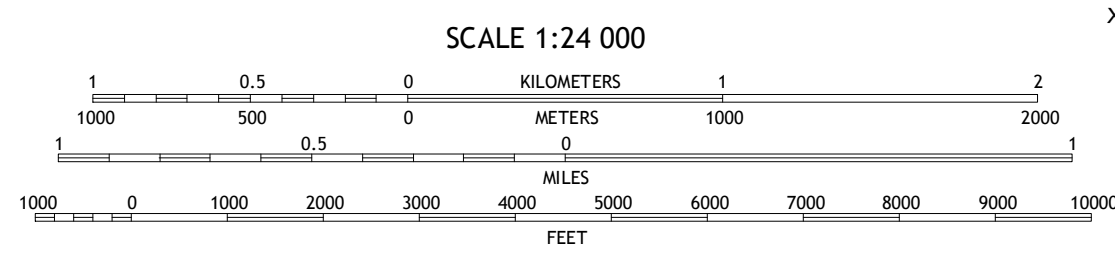 X
SCALE 1:24 000
1 0.5 0 KILOMETERS 1 2
1000 500 0 METERS 1000 2000
1 0.5 0 1
MILES
1000 0 1000 2000 3000 4000 5000 6000 7000 8000 9000 10000
FEET